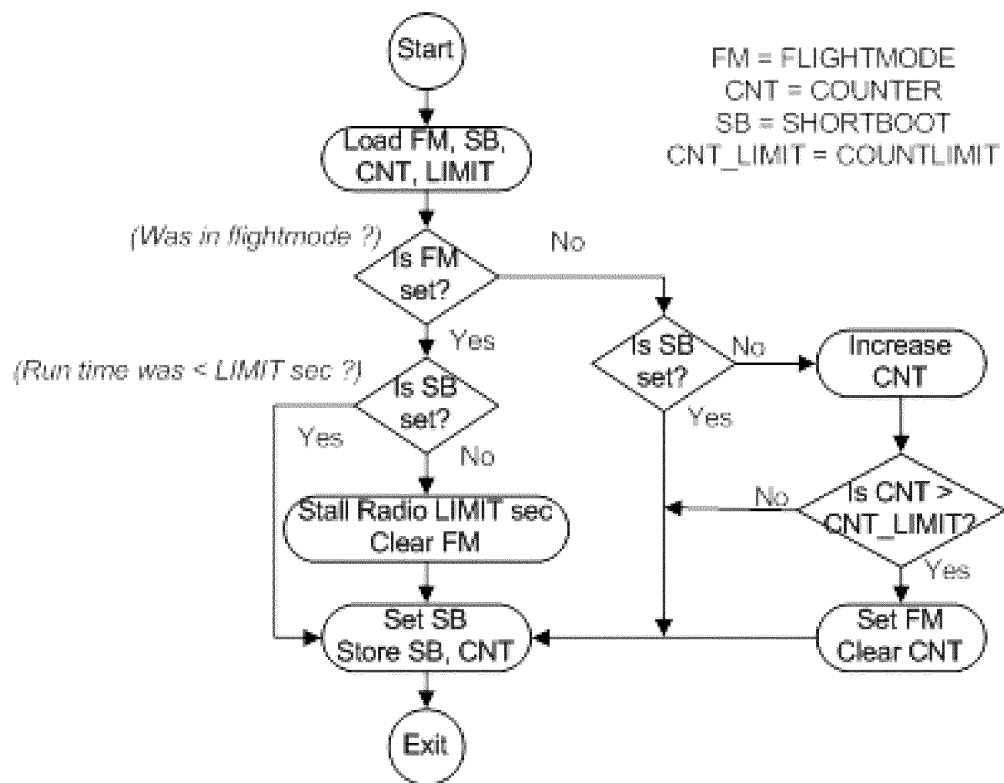 Start
FM = FLIGHTMODE
CNT = COUNTER
SB = SHORTBOOT
CNT_LIMIT = COUNTLIMIT
Load FM, SB,
CNT, LIMIT
(Was in flightmode ?)
Is FM
set?
No
Yes
(Run time was < LIMIT sec ?)
Is SB
set?
Yes
No
Is SB
set?
No
Yes
Increase
CNT
Is CNT >
CNT_LIMIT?
No
Yes
Stall Radio LIMIT sec
Clear FM
Set SB
Store SB, CNT
Set FM
Clear CNT
Exit